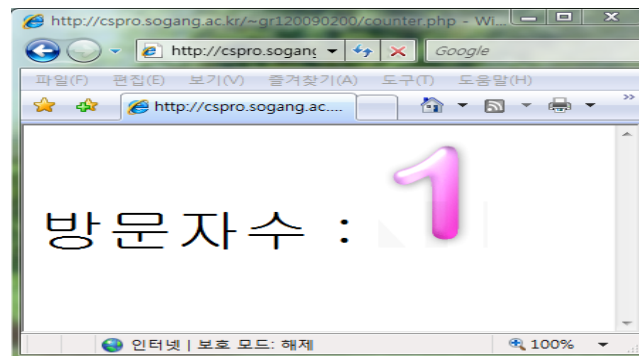 http://cspro.sogang.ac.kr/~gr120090200/counter.php - Wi...
http://cspro.sogang Google
파일(F) 편집(E) 보기(V) 즐겨찾기(A) 도구(T) 도움말(H)
http://cspro.sogang.ac....
방문자수 : 1
인터넷 | 보호 모드: 해제 100%